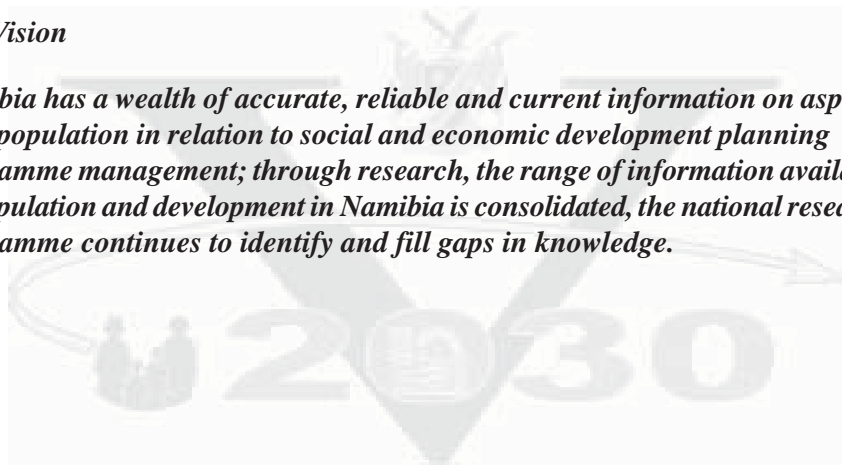 Vision
bia has a wealth of accurate, reliable and current information on asp
population in relation to social and economic development planning
amme management; through research, the range of information availa
pulation and development in Namibia is consolidated, the national resea
amme continues to identify and fill gaps in knowledge.
V
2030